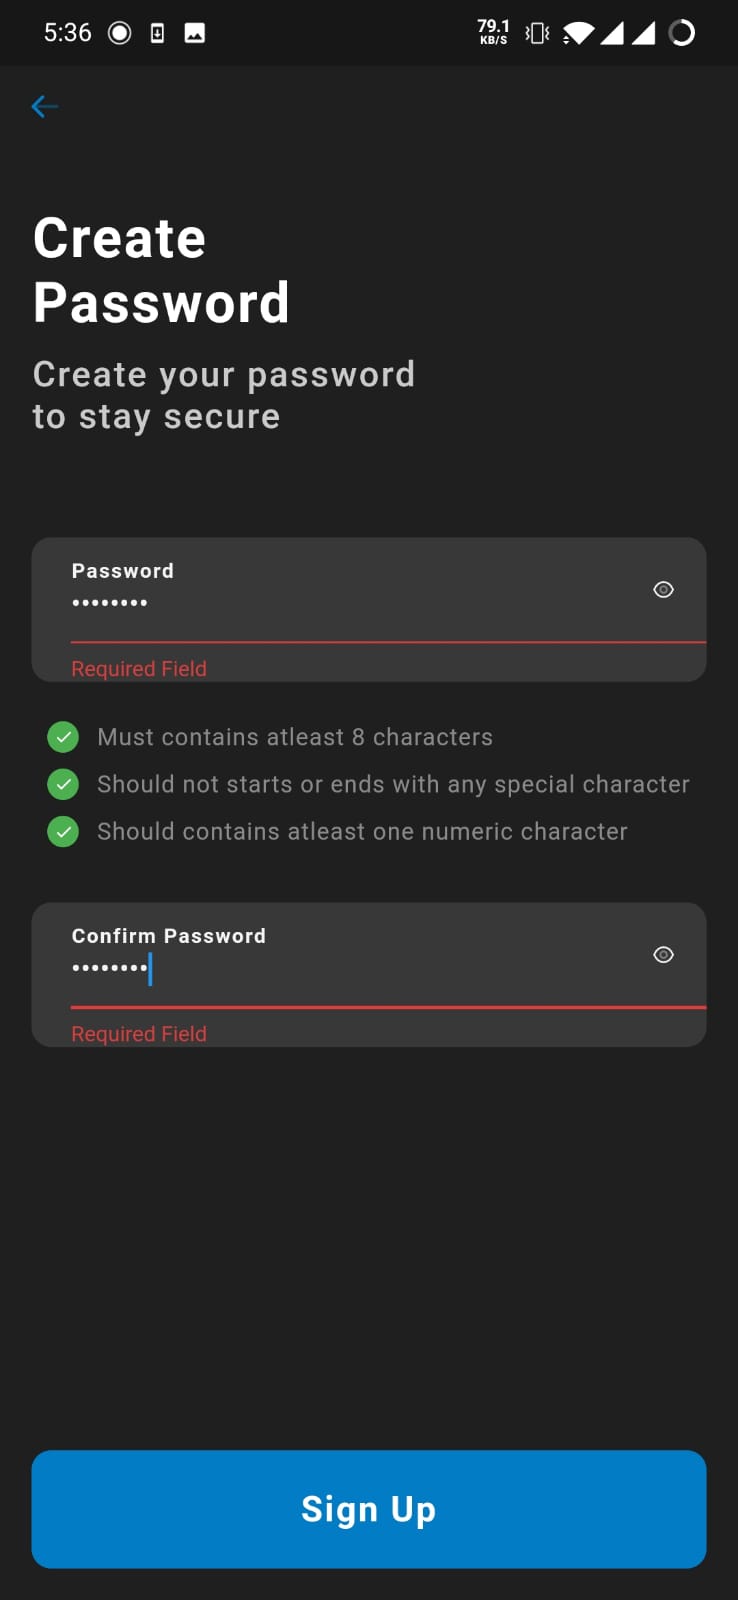 5:36 79.1
KB/S
Create
Password
Create your password
to stay secure
Password
••••••••
Required Field
Must contains atleast 8 characters
Should not starts or ends with any special character
Should contains atleast one numeric character
Confirm Password
••••••••
Required Field
Sign Up